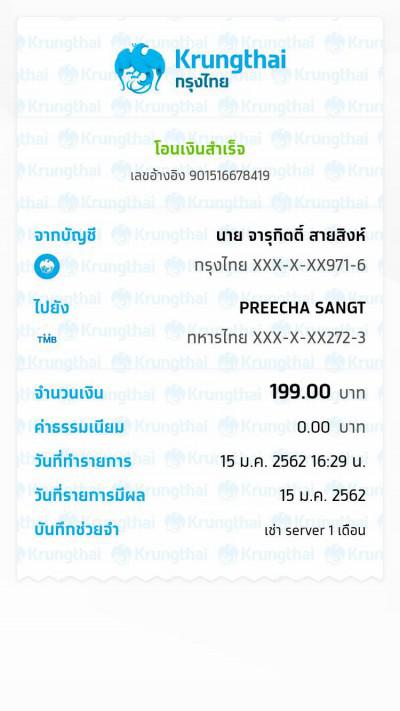 Krungthai
กรุงไทย
โอนเงินสำเร็จ
เลขอ้างอิง 901516678419
จากบัญชี นาย จารุกิตติ์ สายสิงห์
กรุงไทย XXX-X-XX971-6
ไปยัง PREECHA SANGT
TMB ทหารไทย XXX-X-XX272-3
จำนวนเงิน 199.00 บาท
ค่าธรรมเนียม 0.00 บาท
วันที่ทำรายการ 15 ม.ค. 2562 16:29 น.
วันที่รายการมีผล 15 ม.ค. 2562
บันทึกช่วยจำ เช่า server 1 เดือน